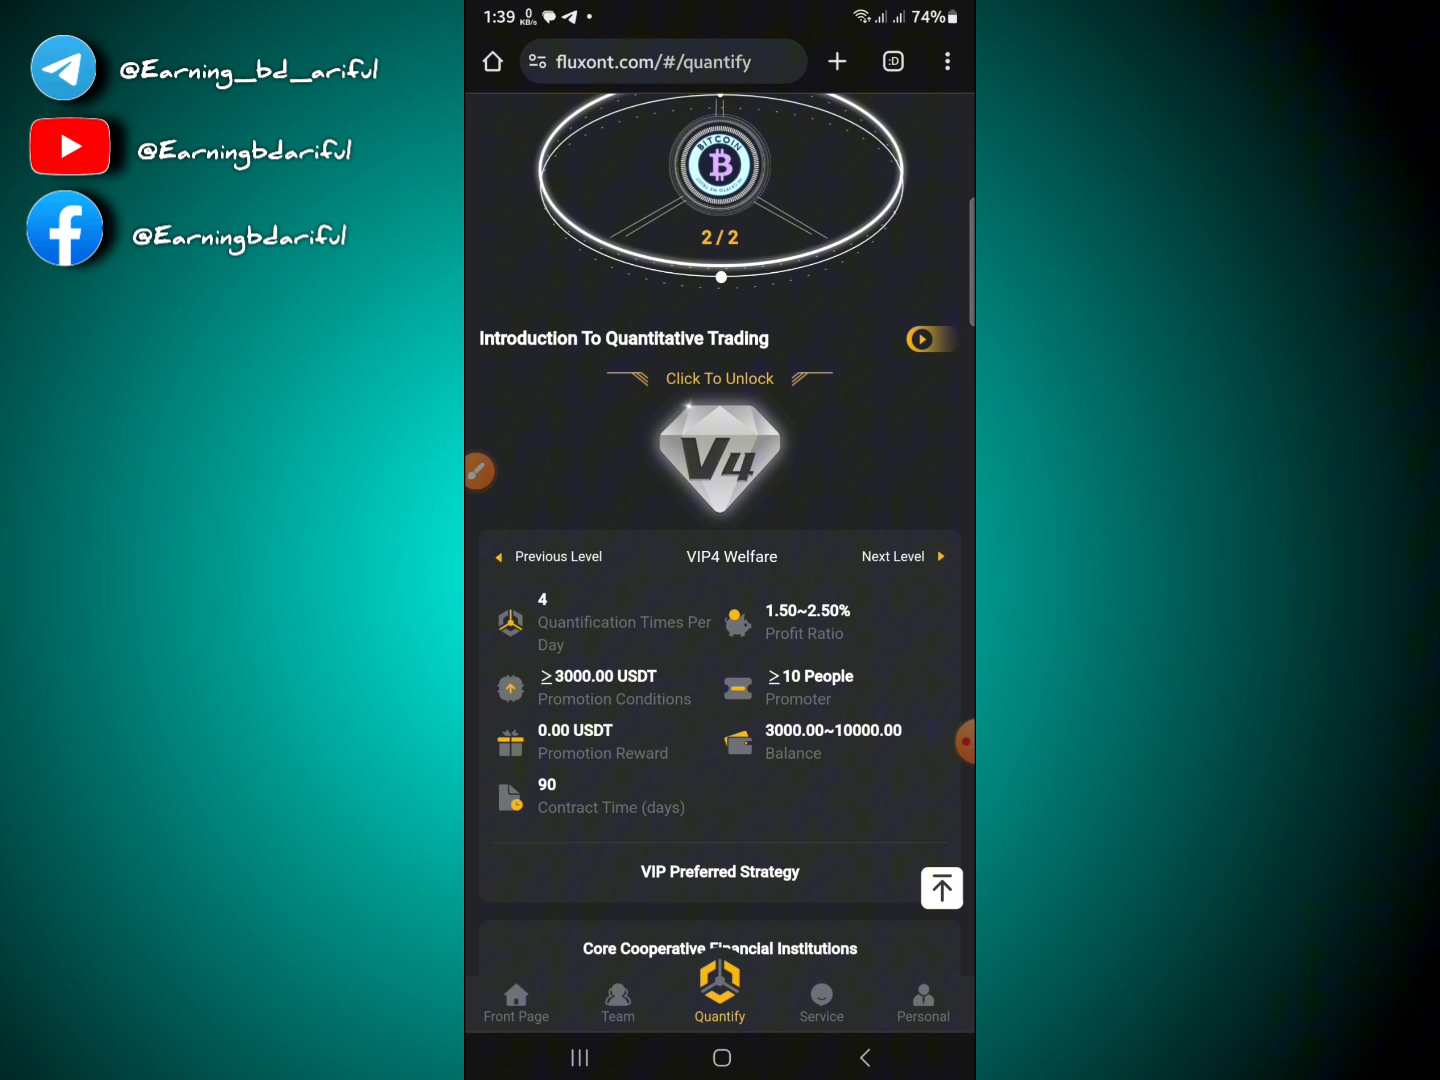 @Earning_bd_ariful
@Earningbdariful
@Earningbdariful
1:39 0 KB/s 74%
fluxont.com/#/quantify
:D
BITCOIN
2 / 2
Introduction To Quantitative Trading
Click To Unlock
V4
Previous Level VIP4 Welfare Next Level
4
Quantification Times Per
Day
1.50~2.50%
Profit Ratio
≥3000.00 USDT
Promotion Conditions
≥10 People
Promoter
0.00 USDT
Promotion Reward
3000.00~10000.00
Balance
90
Contract Time (days)
VIP Preferred Strategy
Core Cooperative Financial Institutions
Front Page Team Quantify Service Personal